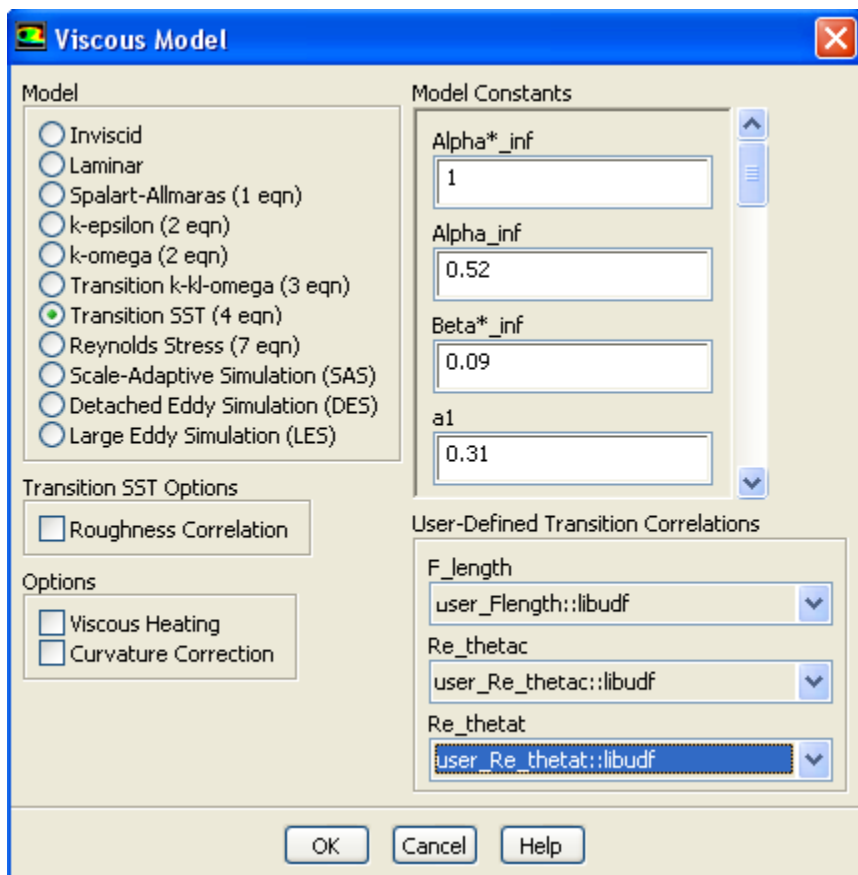 Viscous Model
Model
Inviscid
Laminar
Spalart-Allmaras (1 eqn)
k-epsilon (2 eqn)
k-omega (2 eqn)
Transition k-kl-omega (3 eqn)
Transition SST (4 eqn)
Reynolds Stress (7 eqn)
Scale-Adaptive Simulation (SAS)
Detached Eddy Simulation (DES)
Large Eddy Simulation (LES)
Transition SST Options
Roughness Correlation
Options
Viscous Heating
Curvature Correction
Model Constants
Alpha*_inf
1
Alpha_inf
0.52
Beta*_inf
0.09
a1
0.31
User-Defined Transition Correlations
F_length
user_Flength::libudf
Re_thetac
user_Re_thetac::libudf
Re_thetat
user_Re_thetat::libudf
OK
Cancel
Help